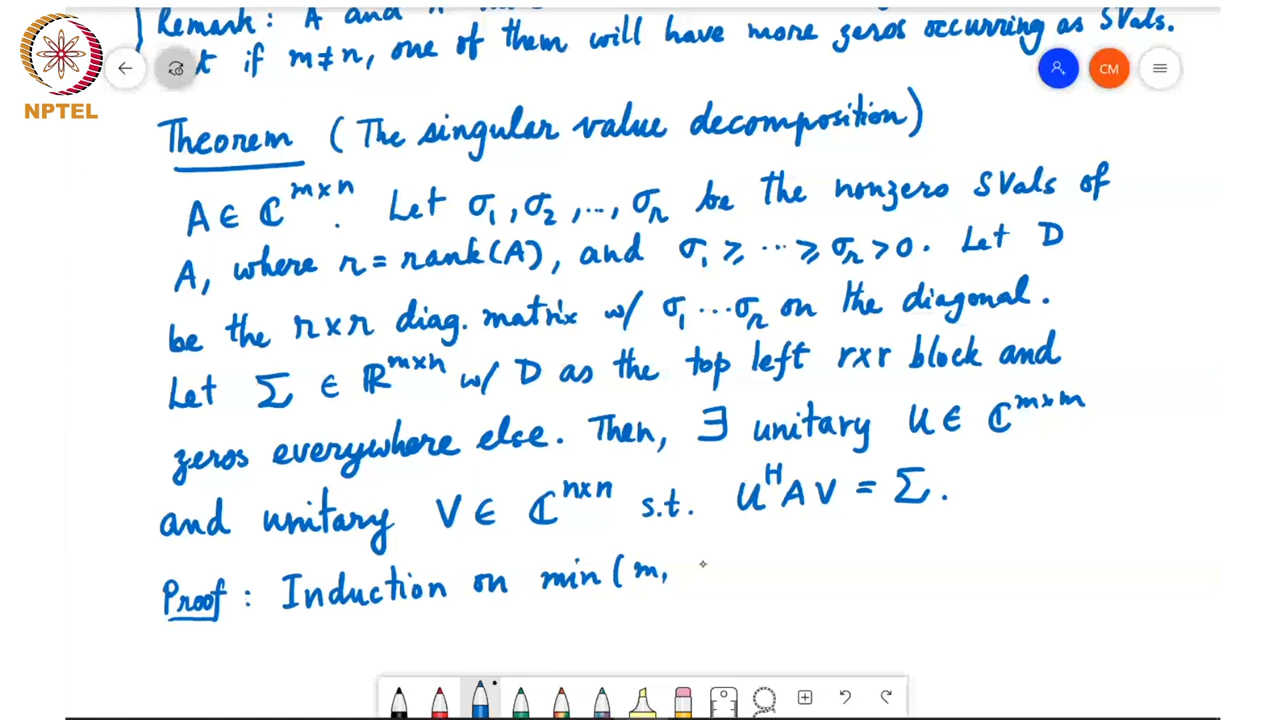 Remark: A and
of them will have more zeros occurring as SVals.
if m≠n, one
NPTEL
CM
Theorem (The singular value decomposition)
A ∈ ℂ^{m×n}. Let σ₁, σ₂, ..., σᵣ be the nonzero SVals of
A, where r = rank(A), and σ₁ ≥ ... ≥ σᵣ > 0. Let D
be the r×r diag. matrix w/ σ₁ ... σᵣ on the diagonal.
Let Σ ∈ ℝ^{m×n} w/ D as the top left r×r block and
zeros everywhere else. Then, ∃ unitary U ∈ ℂ^{m×m}
and unitary V ∈ ℂ^{n×n} s.t. U^H A V = Σ.
Proof: Induction on min(m,